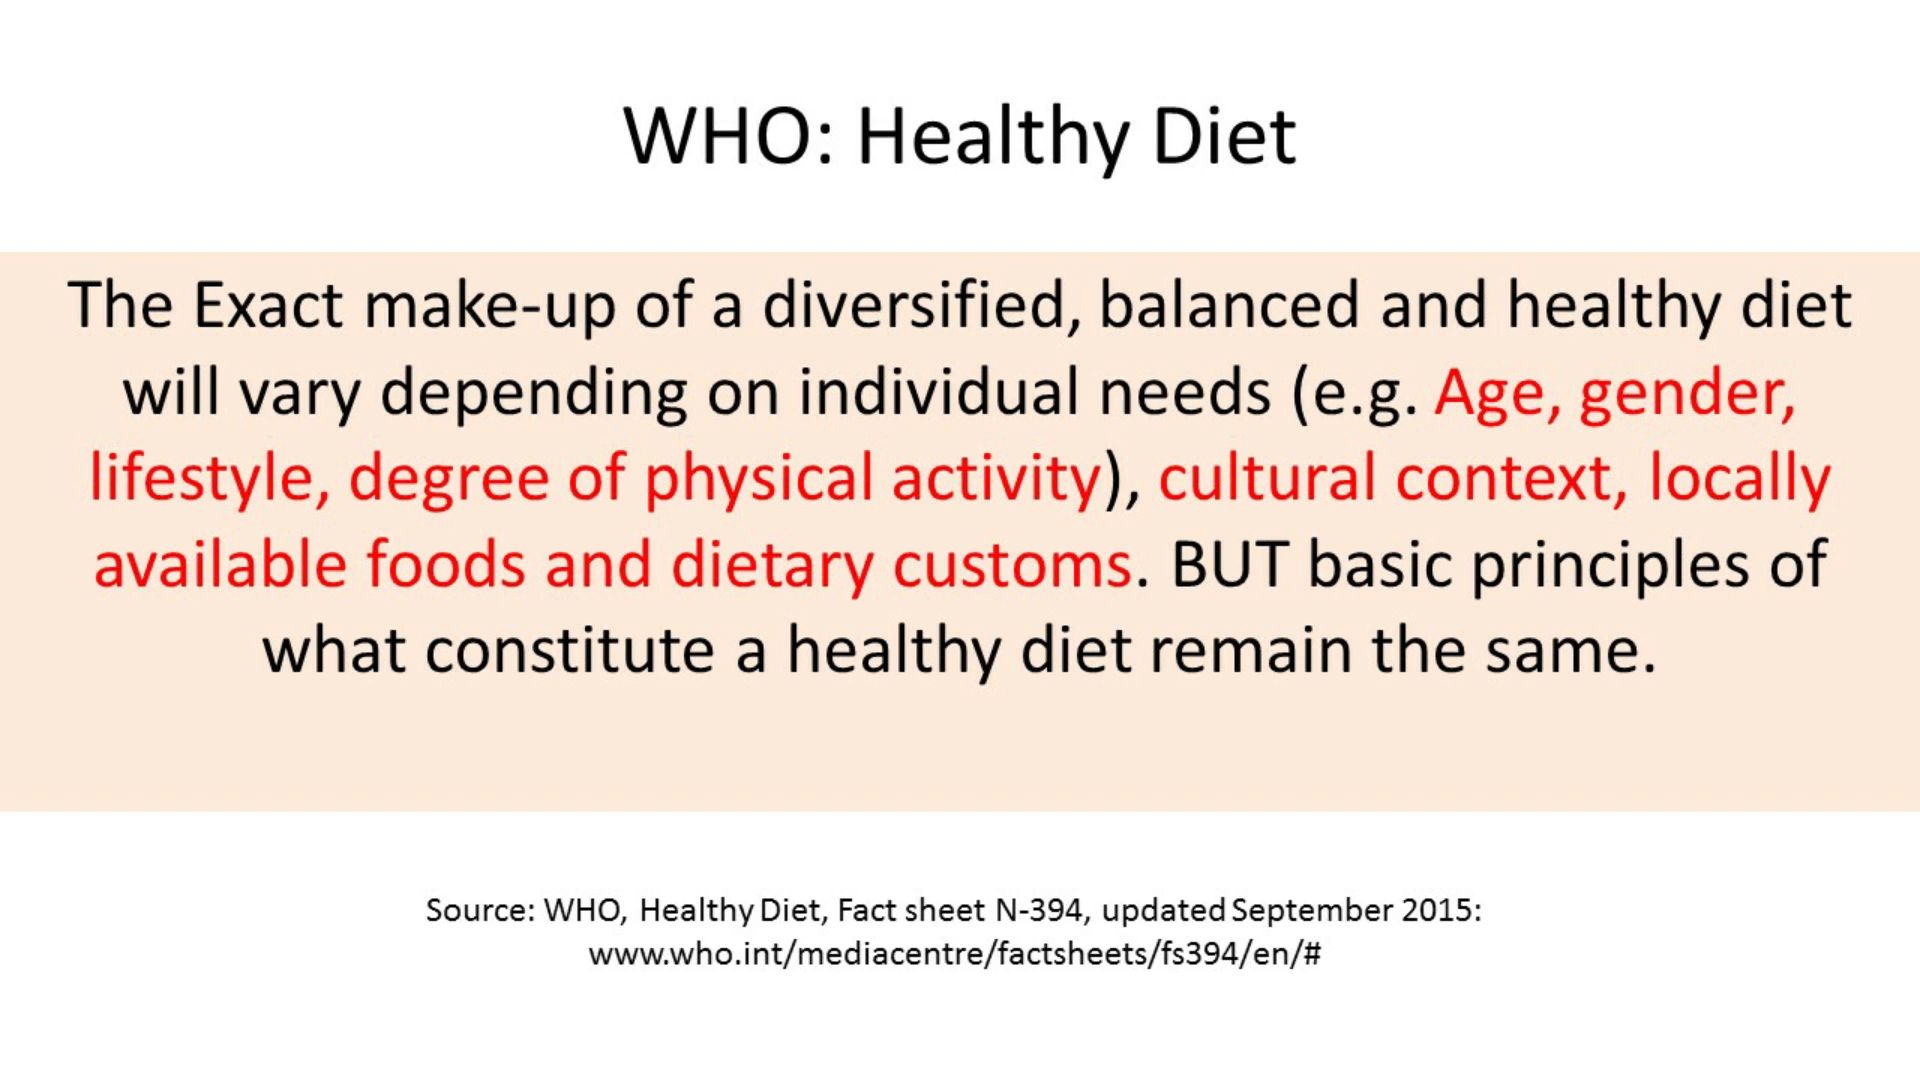 WHO: Healthy Diet
The Exact make-up of a diversified, balanced and healthy diet
will vary depending on individual needs (e.g. Age, gender,
lifestyle, degree of physical activity), cultural context, locally
available foods and dietary customs. BUT basic principles of
what constitute a healthy diet remain the same.
Source: WHO, Healthy Diet, Fact sheet N-394, updated September 2015:
www.who.int/mediacentre/factsheets/fs394/en/#